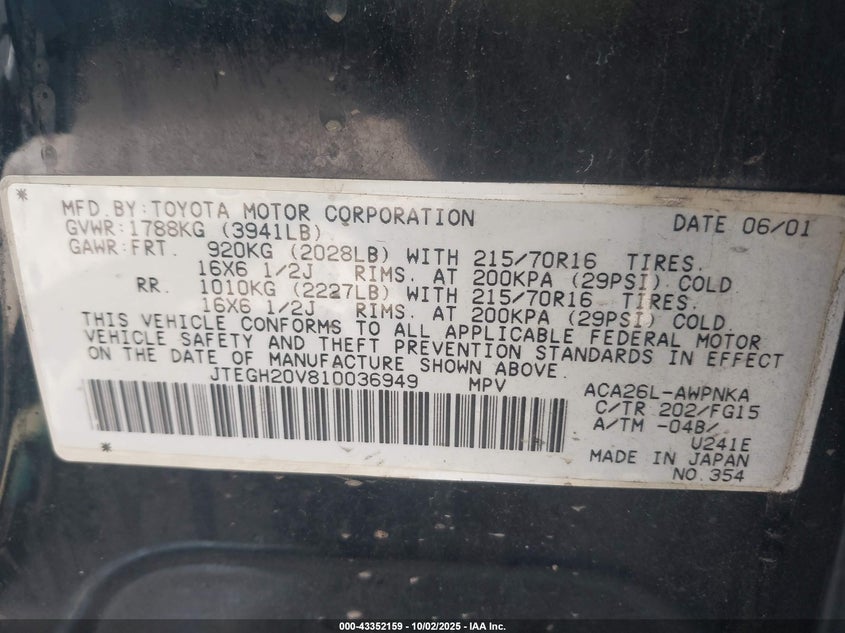 * MFD.BY:TOYOTA MOTOR CORPORATION DATE 06/01
GVWR:1788KG (3941LB)
GAWR:FRT. 920KG (2028LB) WITH 215/70R16 TIRES.
16X6 1/2J RIMS. AT 200KPA (29PSI) COLD
RR. 1010KG (2227LB) WITH 215/70R16 TIRES.
16X6 1/2J RIMS. AT 200KPA (29PSI) COLD
THIS VEHICLE CONFORMS TO ALL APPLICABLE FEDERAL MOTOR
VEHICLE SAFETY AND THEFT PREVENTION STANDARDS IN EFFECT
ON THE DATE OF MANUFACTURE SHOWN ABOVE.
JTEGH20V810036949 MPV
ACA26L-AWPNKA
C/TR 202/FG15
A/TM -04B/
U241E
* MADE IN JAPAN
NO.354
000-43352159 - 10/02/2025 - IAA Inc.